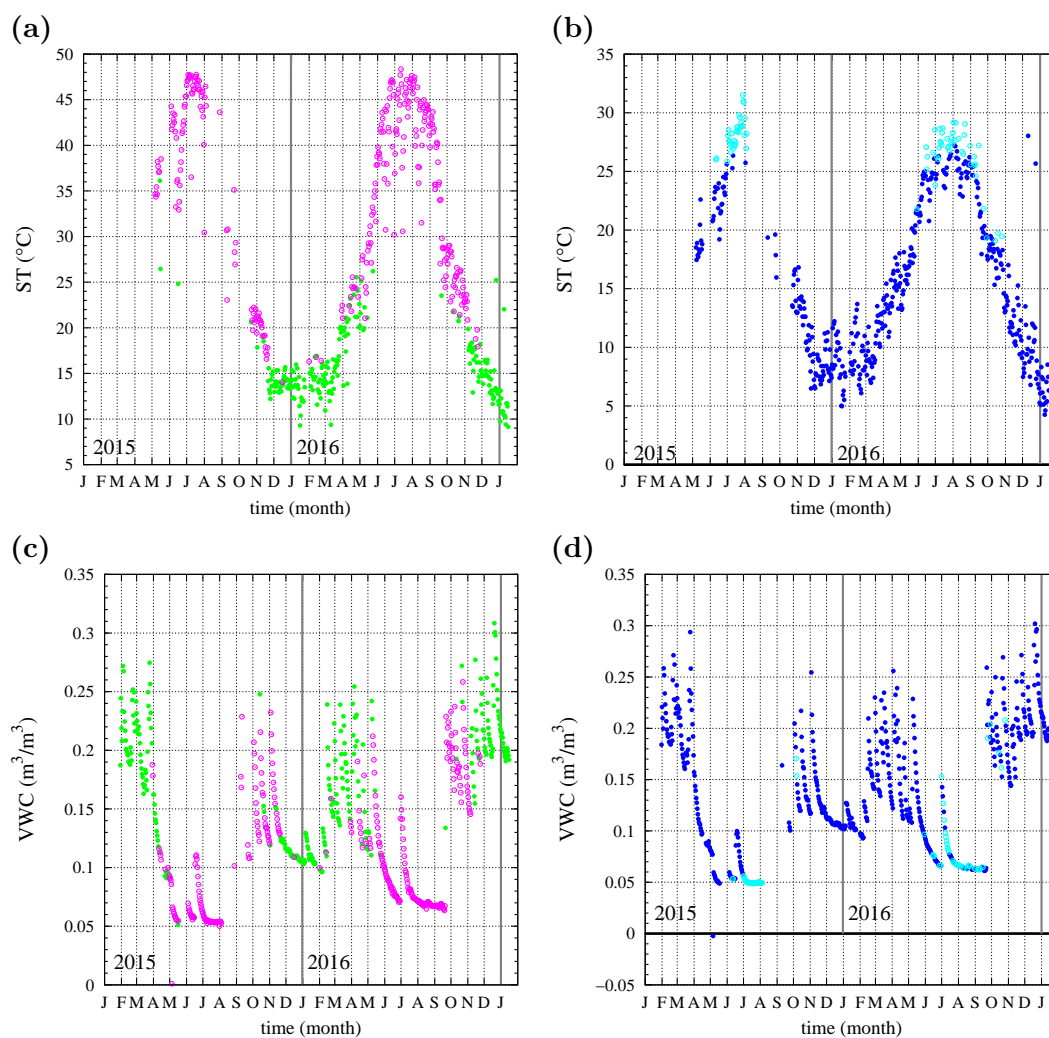 (a)
50
45
40
35
30
25
20
15
10
5
ST (°C)
2015
2016
J F M A M J J A S O N D J F M A M J J A S O N D J
time (month)
(b)
35
30
25
20
15
10
5
0
ST (°C)
2015
2016
J F M A M J J A S O N D J F M A M J J A S O N D J
time (month)
(c)
0.35
0.3
0.25
0.2
0.15
0.1
0.05
0
VWC (m³/m³)
2015
2016
J F M A M J J A S O N D J F M A M J J A S O N D J
time (month)
(d)
0.35
0.3
0.25
0.2
0.15
0.1
0.05
0
−0.05
VWC (m³/m³)
2015
2016
J F M A M J J A S O N D J F M A M J J A S O N D J
time (month)